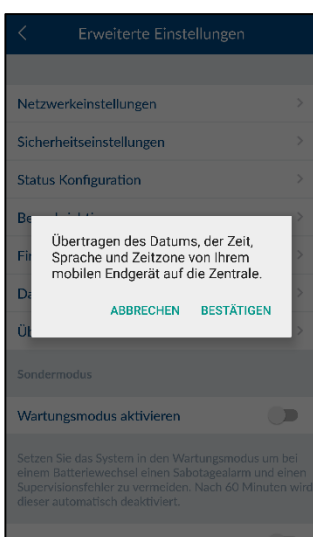 Erweiterte Einstellungen
Netzwerkeinstellungen
Sicherheitseinstellungen
Status Konfiguration
Übertragen des Datums, der Zeit,
Sprache und Zeitzone von Ihrem
mobilen Endgerät auf die Zentrale.
ABBRECHEN BESTÄTIGEN
Sondermodus
Wartungsmodus aktivieren
Setzen Sie das System in den Wartungsmodus um bei
einem Batteriewechsel einen Sabotagealarm und einen
Supervisionsfehler zu vermeiden. Nach 60 Minuten wird
dieser automatisch deaktiviert.